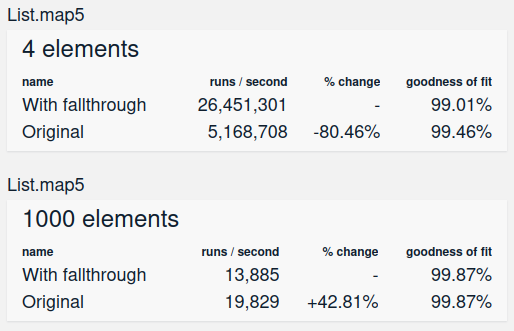 List.map5
4 elements
name runs / second % change goodness of fit
With fallthrough 26,451,301 - 99.01%
Original 5,168,708 -80.46% 99.46%
List.map5
1000 elements
name runs / second % change goodness of fit
With fallthrough 13,885 - 99.87%
Original 19,829 +42.81% 99.87%